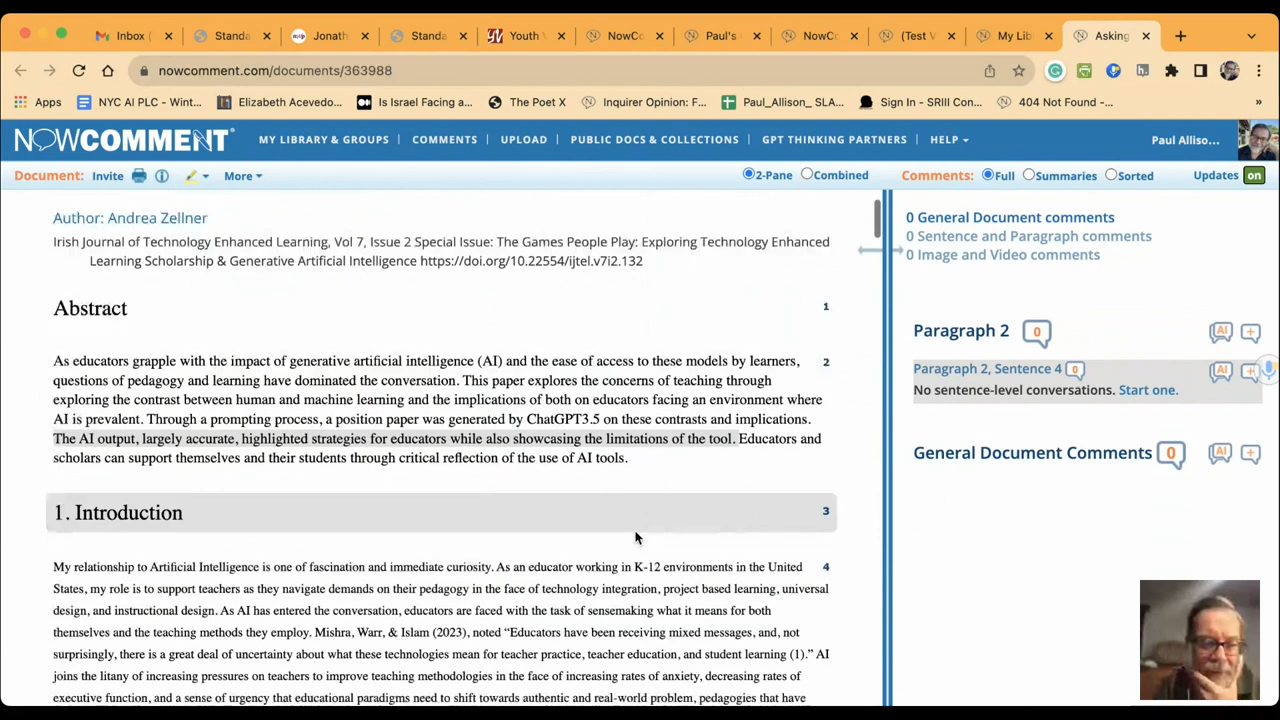 Inbox (
Standa
Jonath
Standa
Youth
NowCo
Paul's
NowCo
(Test V
My Lib
Asking
nowcomment.com/documents/363988
Apps
NYC AI PLC - Wint...
Elizabeth Acevedo...
Is Israel Facing a...
The Poet X
Inquirer Opinion: F...
Paul_Allison_ SLA...
Sign In - SRIII Con...
404 Not Found -...
»
NOWCOMMENT®
MY LIBRARY & GROUPS
COMMENTS
UPLOAD
PUBLIC DOCS & COLLECTIONS
GPT THINKING PARTNERS
HELP
Paul Alliso...
Document:
Invite
More
2-Pane
Combined
Comments:
Full
Summaries
Sorted
Updates
on
Author: Andrea Zellner
Irish Journal of Technology Enhanced Learning, Vol 7, Issue 2 Special Issue: The Games People Play: Exploring Technology Enhanced
Learning Scholarship & Generative Artificial Intelligence https://doi.org/10.22554/ijtel.v7i2.132
Abstract
1
As educators grapple with the impact of generative artificial intelligence (AI) and the ease of access to these models by learners,
2
questions of pedagogy and learning have dominated the conversation. This paper explores the concerns of teaching through
exploring the contrast between human and machine learning and the implications of both on educators facing an environment where
AI is prevalent. Through a prompting process, a position paper was generated by ChatGPT3.5 on these contrasts and implications.
The AI output, largely accurate, highlighted strategies for educators while also showcasing the limitations of the tool. Educators and
scholars can support themselves and their students through critical reflection of the use of AI tools.
1. Introduction
3
My relationship to Artificial Intelligence is one of fascination and immediate curiosity. As an educator working in K-12 environments in the United
4
States, my role is to support teachers as they navigate demands on their pedagogy in the face of technology integration, project based learning, universal
design, and instructional design. As AI has entered the conversation, educators are faced with the task of sensemaking what it means for both
themselves and the teaching methods they employ. Mishra, Warr, & Islam (2023), noted “Educators have been receiving mixed messages, and, not
surprisingly, there is a great deal of uncertainty about what these technologies mean for teacher practice, teacher education, and student learning (1).” AI
joins the litany of increasing pressures on teachers to improve teaching methodologies in the face of increasing rates of anxiety, decreasing rates of
executive function, and a sense of urgency that educational paradigms need to shift towards authentic and real-world problem, pedagogies that have
0 General Document comments
0 Sentence and Paragraph comments
0 Image and Video comments
Paragraph 2
0
AI
Paragraph 2, Sentence 4
0
AI
No sentence-level conversations. Start one.
General Document Comments
0
AI